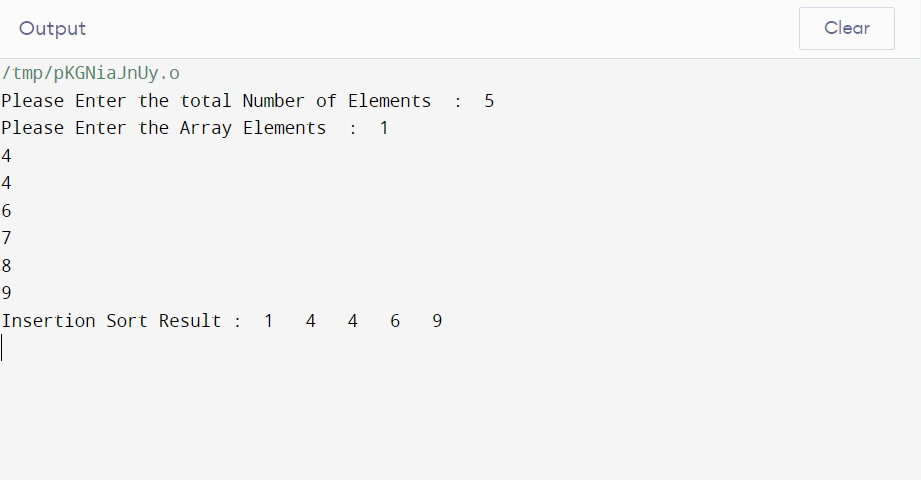 Output
Clear
/tmp/pKGNiaJnUy.o
Please Enter the total Number of Elements  :  5
Please Enter the Array Elements  :  1
4
4
6
7
8
9
Insertion Sort Result :  1   4   4   6   9